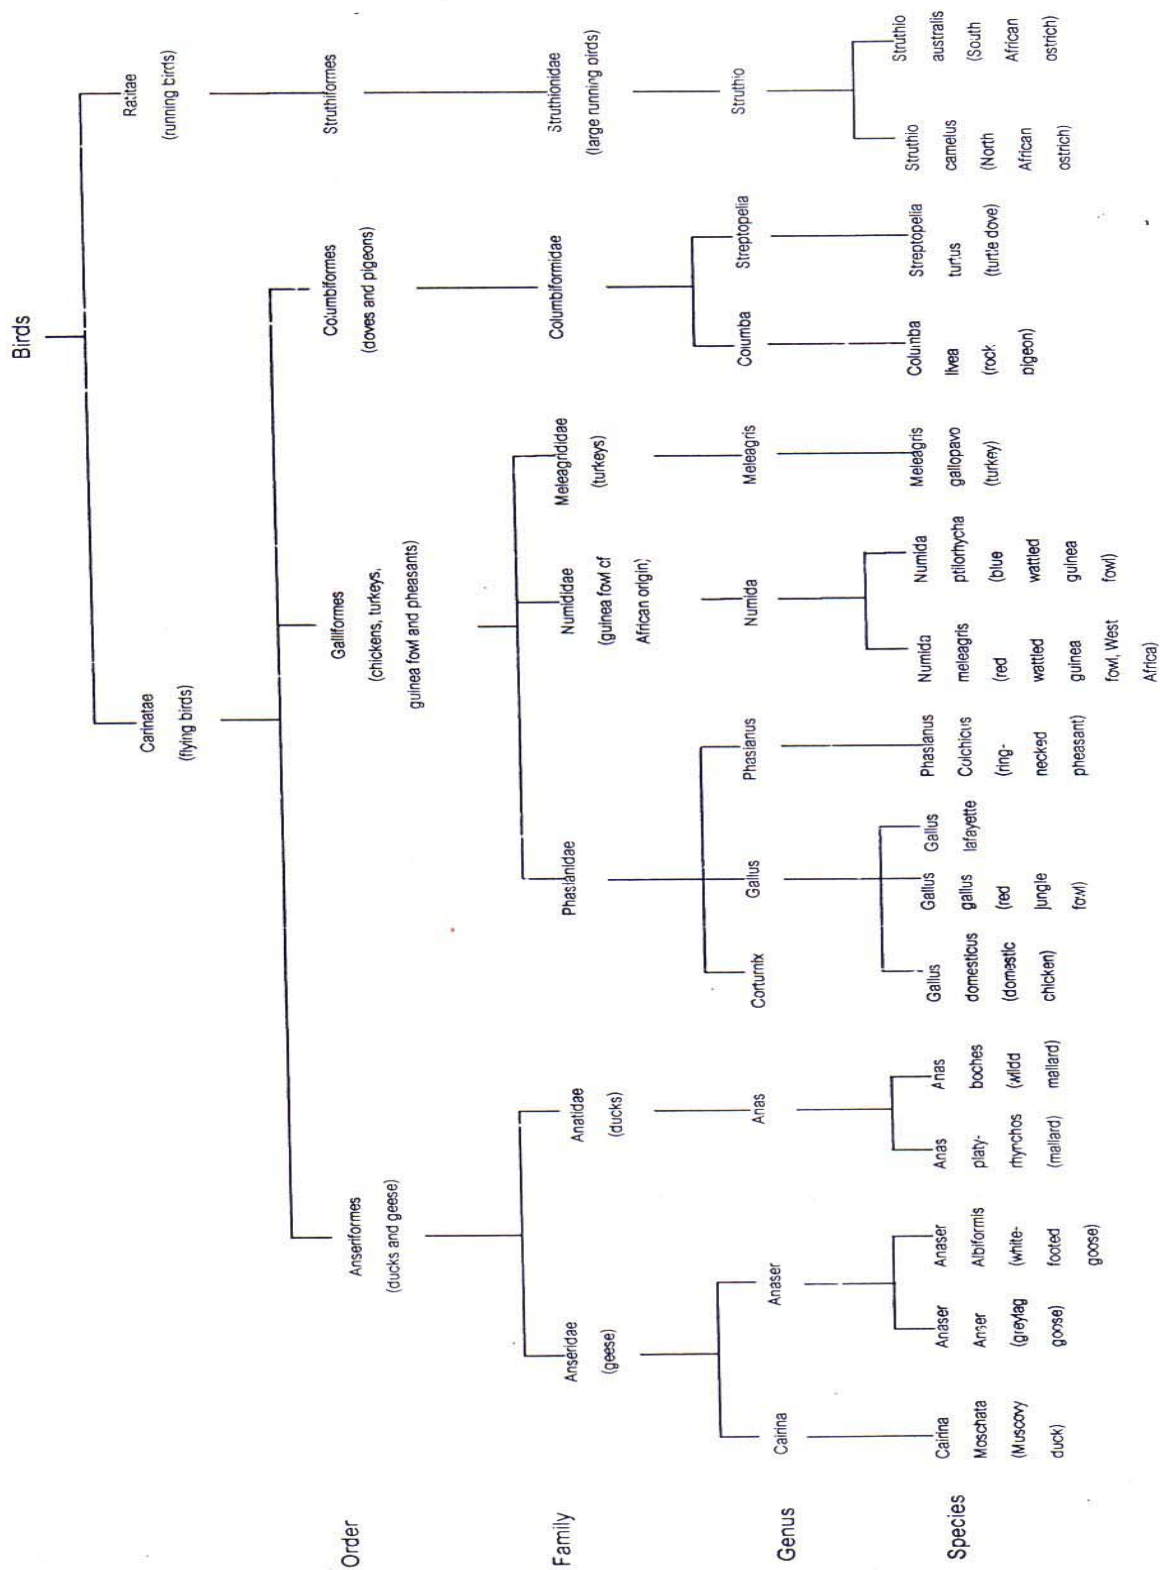 Birds
Carinatae
(flying birds)
Ratitae
(running birds)
Order
Anseriformes
(ducks and geese)
Galliformes
(chickens, turkeys,
guinea fowl and pheasants)
Columbiformes
(doves and pigeons)
Struthiformes
Family
Anseridae
(geese)
Anatidae
(ducks)
Phasianidae
Numididae
(guinea fowl of
African origin)
Meleagrididae
(turkeys)
Columbiformidae
Struthionidae
(large running birds)
Genus
Cairina
Anaser
Anas
Corturnix
Gallus
Phasianus
Numida
Meleagris
Columba
Streptopelia
Struthio
Species
Cairina
Moschata
(Muscovy
duck)
Anaser
Anser
(greylag
goose)
Anaser
Albiformis
(white-
footed
goose)
Anas
platy-
rhynchos
(mallard)
Anas
boches
(wildd
mallard)
Gallus
domesticus
(domestic
chicken)
Gallus
gallus
(red
jungle
fowl)
Gallus
lafayette
Phasianus
Culchicus
(ring-
necked
pheasant)
Numida
meleagris
(red
wattled
guinea
fowl, West
Africa)
Numida
ptilorhycha
(blue
wattled
guinea
fowl)
Meleagris
gallopavo
(turkey)
Columba
livea
(rock
pigeon)
Streptopelia
turtus
(turtle dove)
Struthio
camelus
(North
African
ostrich)
Struthio
australis
(South
African
ostrich)